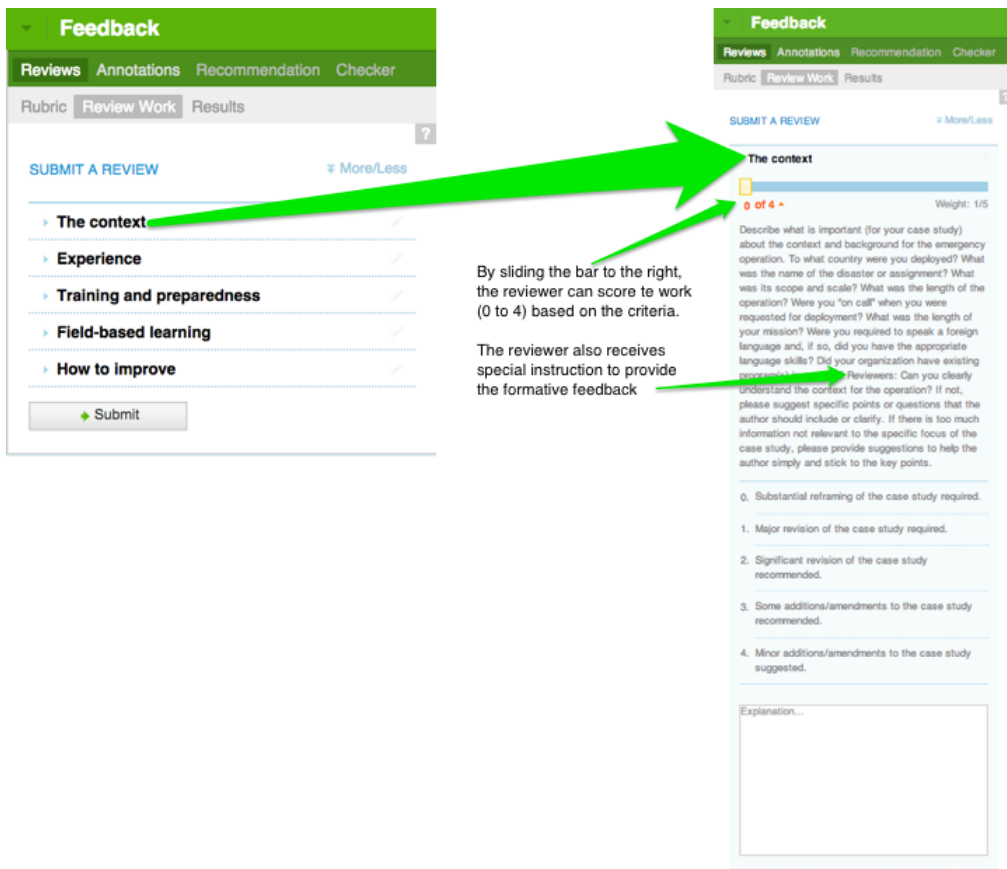 Feedback
Reviews Annotations Recommendation Checker
Rubric Review Work Results
?
SUBMIT A REVIEW More/Less
The context
Experience
Training and preparedness
Field-based learning
How to improve
Submit
By sliding the bar to the right,
the reviewer can score te work
(0 to 4) based on the criteria.
The reviewer also receives
special instruction to provide
the formative feedback
Feedback
Reviews Annotations Recommendation Checker
Rubric Review Work Results
?
SUBMIT A REVIEW More/Less
The context
0 of 4 Weight: 1/5
Describe what is important (for your case study)
about the context and background for the emergency
operation. To what country were you deployed? What
was the name of the disaster or assignment? What
was its scope and scale? What was the length of the
operation? Were you "on call" when you were
requested for deployment? What was the length of
your mission? Were you required to speak a foreign
language and, if so, did you have the appropriate
language skills? Did your organization have existing
Reviewers: Can you clearly
understand the context for the operation? If not,
please suggest specific points or questions that the
author should include or clarify. If there is too much
information not relevant to the specific focus of the
case study, please provide suggestions to help the
author simply and stick to the key points.
0. Substantial reframing of the case study required.
1. Major revision of the case study required.
2. Significant revision of the case study
recommended.
3. Some additions/amendments to the case study
recommended.
4. Minor additions/amendments to the case study
suggested.
Explanation...